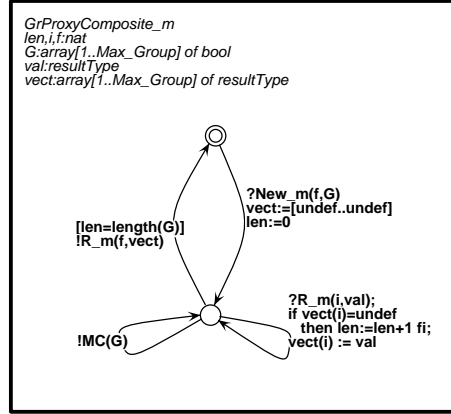 GrProxyComposite_m
len,i,f:nat
G:array[1..Max_Group] of bool
val:resultType
vect:array[1..Max_Group] of resultType
?New_m(f,G)
vect:=[undef..undef]
len:=0
[len=length(G)]
!R_m(f,vect)
?R_m(i,val);
if vect(i)=undef
then len:=len+1 fi;
vect(i) := val
!MC(G)